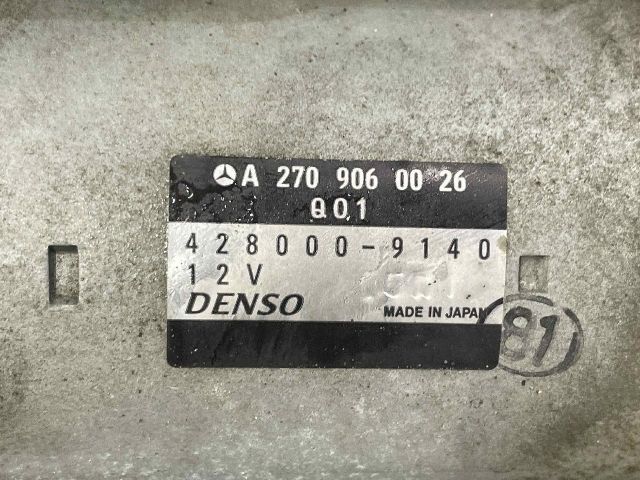 A 270 906 00 26
Q01
428000-9140
12V
DENSO
MADE IN JAPAN
81